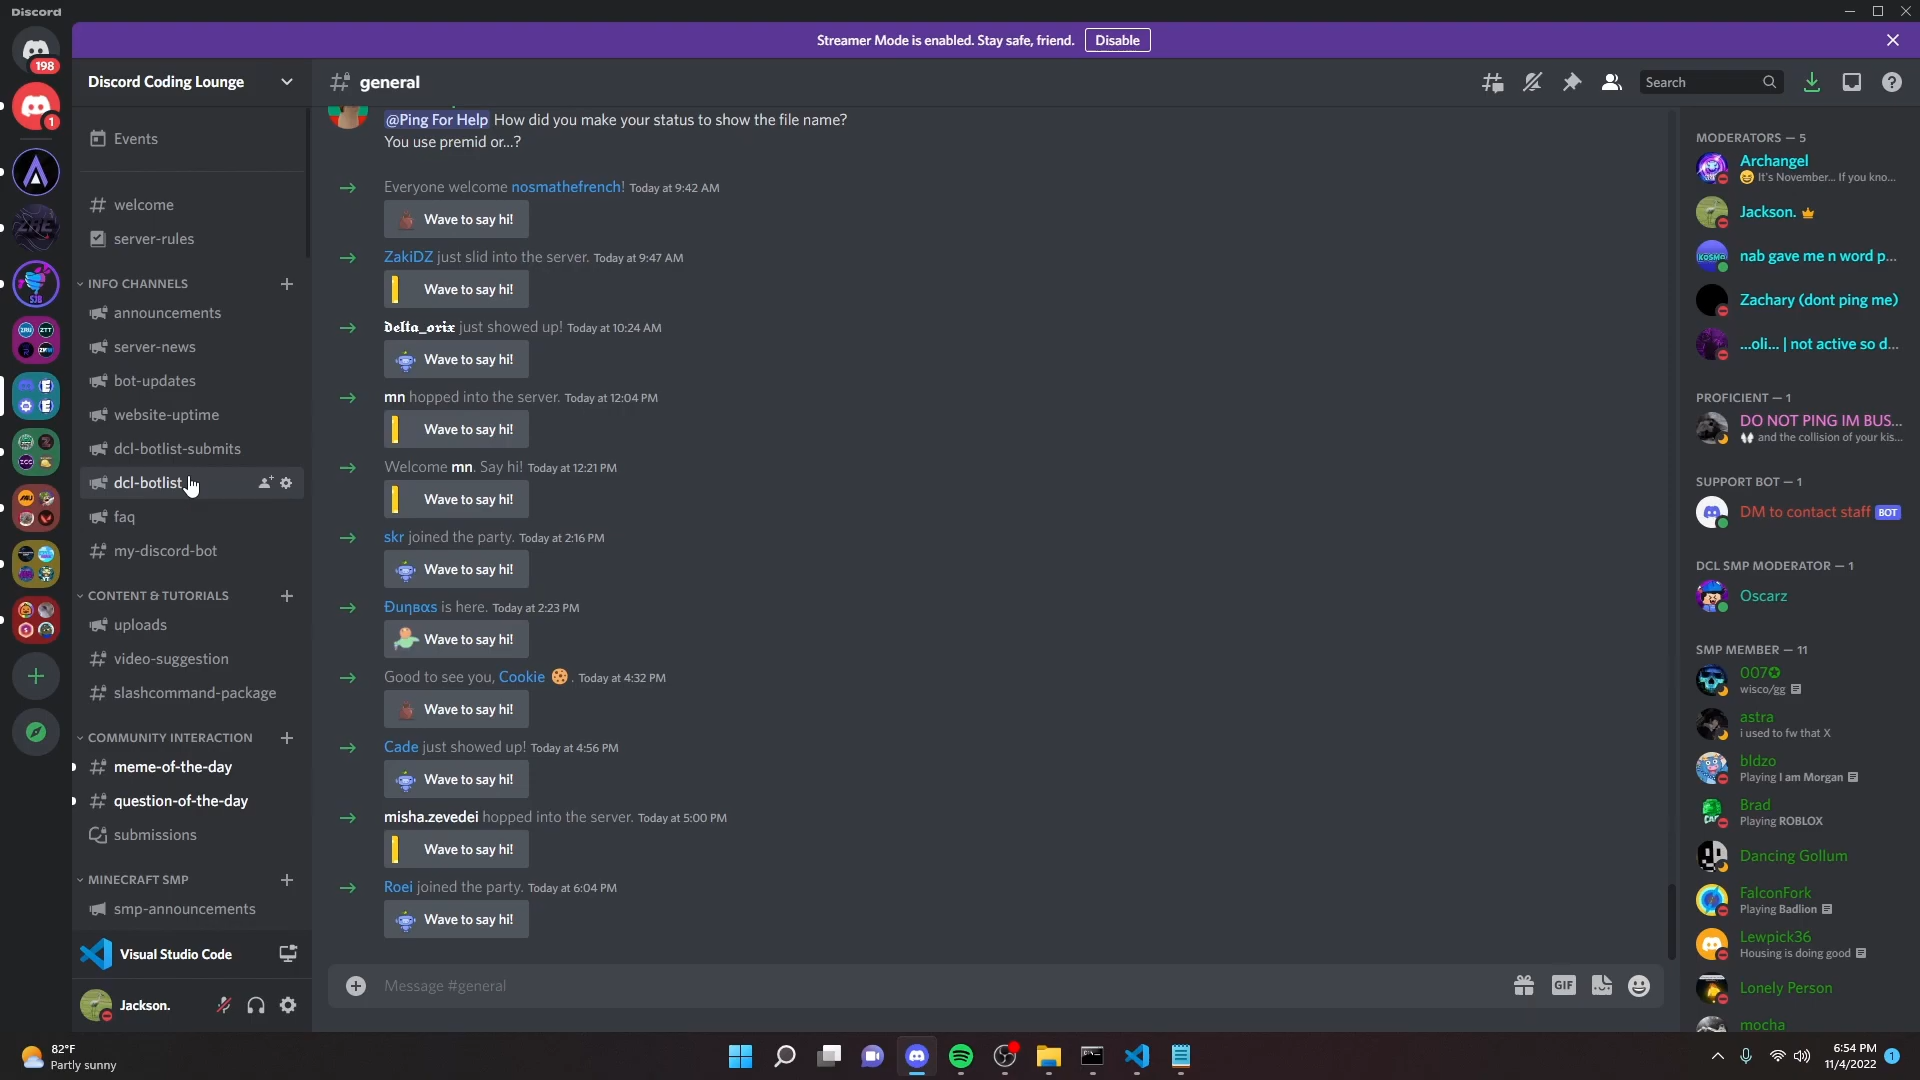 Discord
Streamer Mode is enabled. Stay safe, friend.
Disable
198
1
Discord Coding Lounge
Events
welcome
server-rules
INFO CHANNELS
announcements
server-news
bot-updates
website-uptime
dcl-botlist-submits
dcl-botlist
faq
my-discord-bot
CONTENT & TUTORIALS
uploads
video-suggestion
slashcommand-package
COMMUNITY INTERACTION
meme-of-the-day
question-of-the-day
submissions
MINECRAFT SMP
smp-announcements
Visual Studio Code
Jackson.
general
Search
@Ping For Help How did you make your status to show the file name?
You use premid or...?
Everyone welcome nosmathefrench! Today at 9:42 AM
Wave to say hi!
ZakiDZ just slid into the server. Today at 9:47 AM
Wave to say hi!
𝕯𝖊𝖑𝖙𝖆_𝖔𝖗𝖎𝖝 just showed up! Today at 10:24 AM
Wave to say hi!
mn hopped into the server. Today at 12:04 PM
Wave to say hi!
Welcome mn. Say hi! Today at 12:21 PM
Wave to say hi!
skr joined the party. Today at 2:16 PM
Wave to say hi!
Ðυηвαs is here. Today at 2:23 PM
Wave to say hi!
Good to see you, Cookie 🍪. Today at 4:32 PM
Wave to say hi!
Cade just showed up! Today at 4:56 PM
Wave to say hi!
misha.zevedei hopped into the server. Today at 5:00 PM
Wave to say hi!
Roei joined the party. Today at 6:04 PM
Wave to say hi!
Message #general
GIF
MODERATORS — 5
Archangel
It's November... If you kno...
Jackson.
nab gave me n word p...
Zachary (dont ping me)
...oli... | not active so d...
PROFICIENT — 1
DO NOT PING IM BUS...
and the collision of your kis...
SUPPORT BOT — 1
DM to contact staff BOT
DCL SMP MODERATOR — 1
Oscarz
SMP MEMBER — 11
007✪
wisco/gg
astra
i used to fw that X
bldzo
Playing I am Morgan
Brad
Playing ROBLOX
Dancing Gollum
FalconFork
Playing Badlion
Lewpick36
Housing is doing good
Lonely Person
mocha
82°F
Partly sunny
6:54 PM
11/4/2022
1